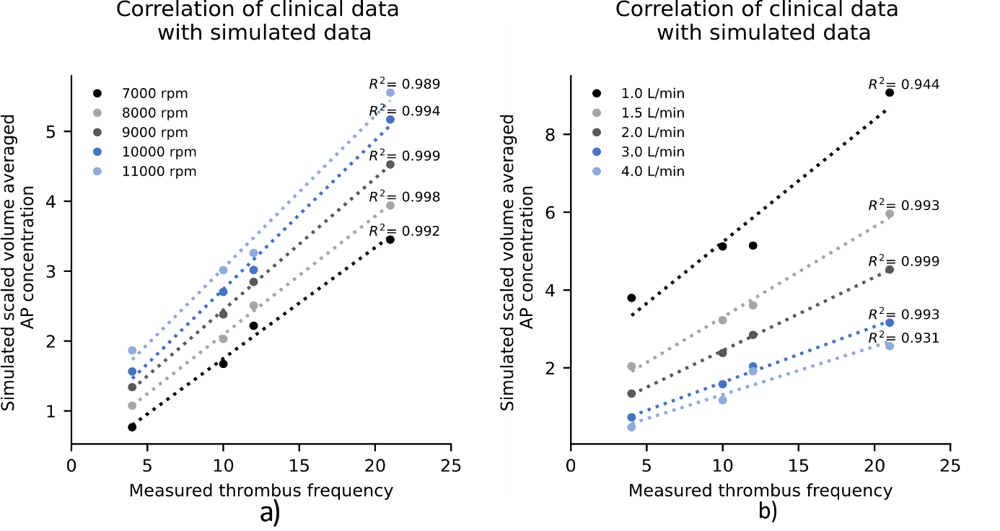 Correlation of clinical data
with simulated data
Simulated scaled volume averaged
AP concentration
7000 rpm
8000 rpm
9000 rpm
10000 rpm
11000 rpm
R²= 0.989
R²= 0.994
R²= 0.999
R²= 0.998
R²= 0.992
5
4
3
2
1
0 5 10 15 20 25
Measured thrombus frequency
a)
Correlation of clinical data
with simulated data
Simulated scaled volume averaged
AP concentration
1.0 L/min
1.5 L/min
2.0 L/min
3.0 L/min
4.0 L/min
R²= 0.944
R²= 0.993
R²= 0.999
R²= 0.993
R²= 0.931
8
6
4
2
0 5 10 15 20 25
Measured thrombus frequency
b)